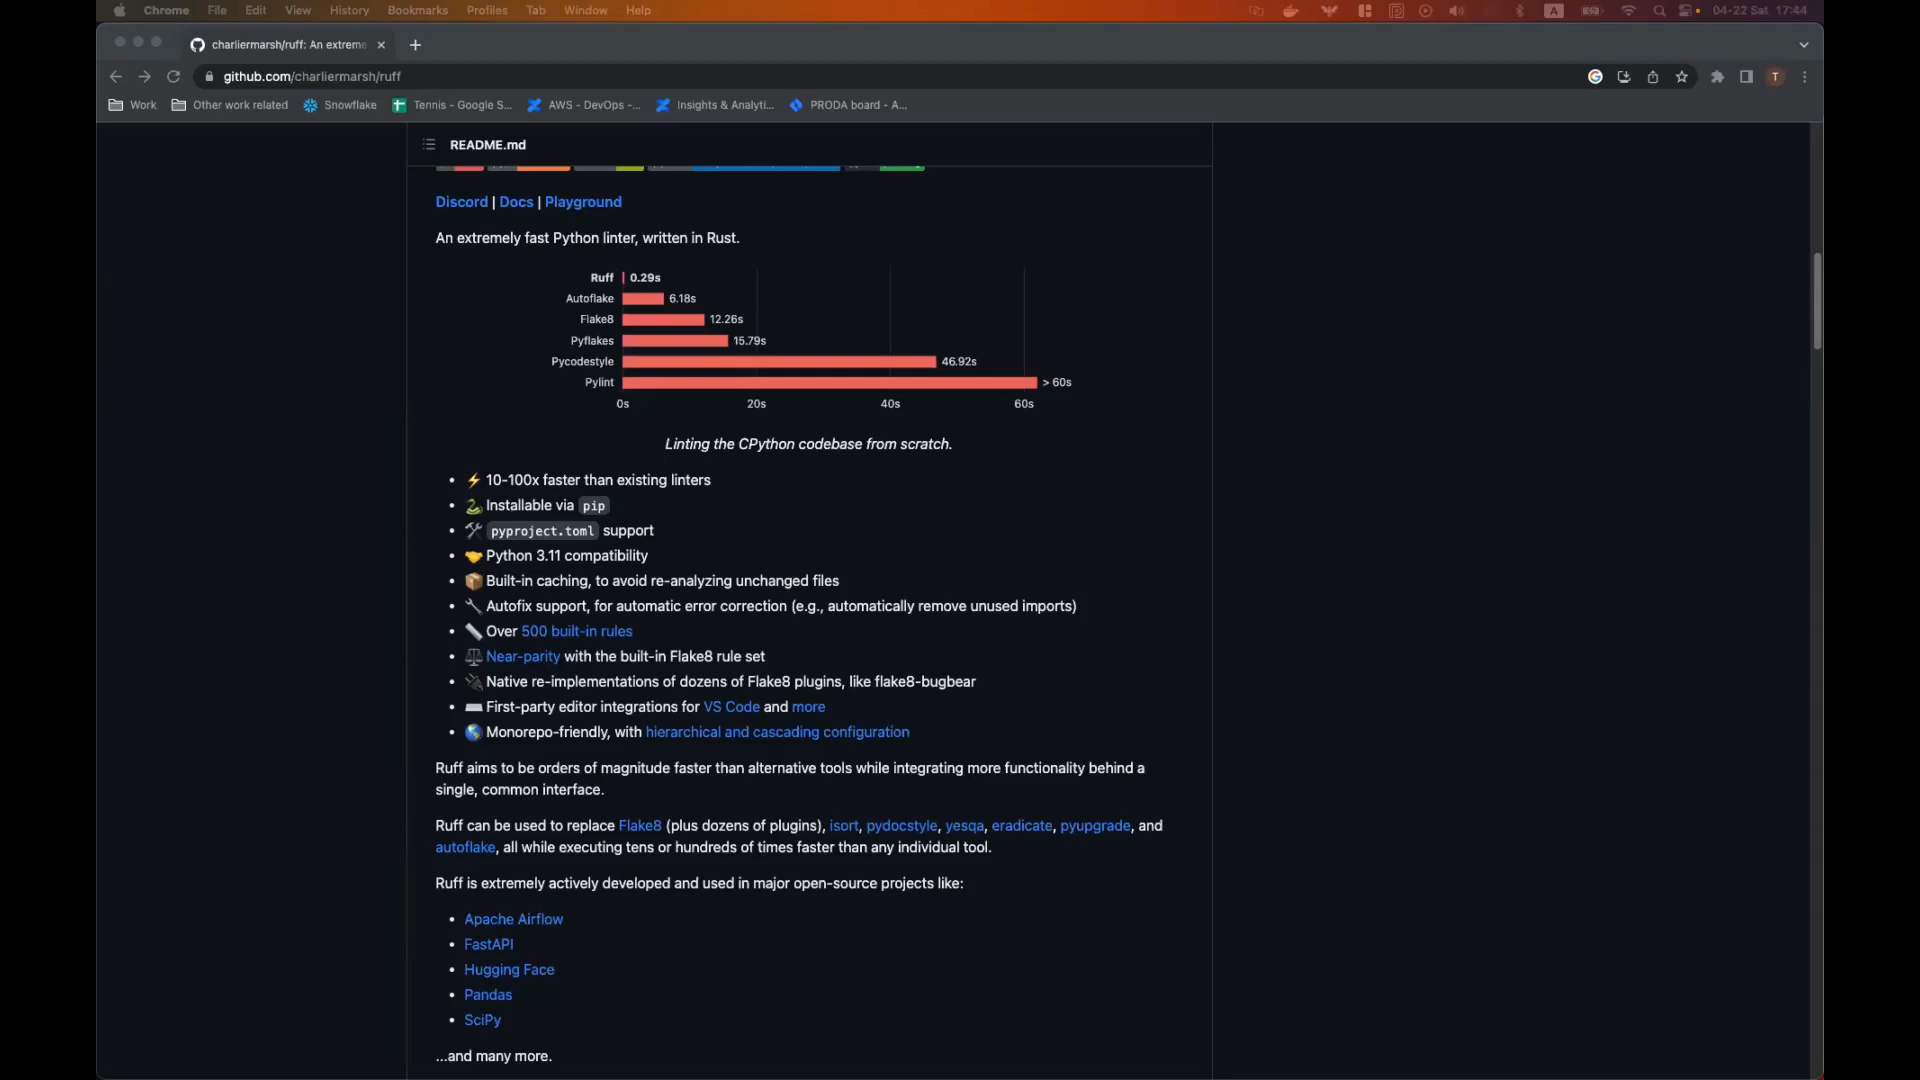 Chrome File Edit View History Bookmarks Profiles Tab Window Help A 04-22 Sat 17:44
charliermarsh/ruff: An extreme
github.com/charliermarsh/ruff T
Work Other work related Snowflake Tennis - Google S... AWS - DevOps -... Insights & Analyti... PRODA board - A...
README.md
Discord | Docs | Playground
An extremely fast Python linter, written in Rust.
Ruff 0.29s
Autoflake 6.18s
Flake8 12.26s
Pyflakes 15.79s
Pycodestyle 46.92s
Pylint > 60s
0s 20s 40s 60s
Linting the CPython codebase from scratch.
• ⚡ 10-100x faster than existing linters
• 🐍 Installable via pip
• 🛠 pyproject.toml support
• 🤝 Python 3.11 compatibility
• 📦 Built-in caching, to avoid re-analyzing unchanged files
• 🔧 Autofix support, for automatic error correction (e.g., automatically remove unused imports)
• 📏 Over 500 built-in rules
• ⚖ Near-parity with the built-in Flake8 rule set
• 🔌 Native re-implementations of dozens of Flake8 plugins, like flake8-bugbear
• ⌨ First-party editor integrations for VS Code and more
• 🌎 Monorepo-friendly, with hierarchical and cascading configuration
Ruff aims to be orders of magnitude faster than alternative tools while integrating more functionality behind a
single, common interface.
Ruff can be used to replace Flake8 (plus dozens of plugins), isort, pydocstyle, yesqa, eradicate, pyupgrade, and
autoflake, all while executing tens or hundreds of times faster than any individual tool.
Ruff is extremely actively developed and used in major open-source projects like:
• Apache Airflow
• FastAPI
• Hugging Face
• Pandas
• SciPy
...and many more.